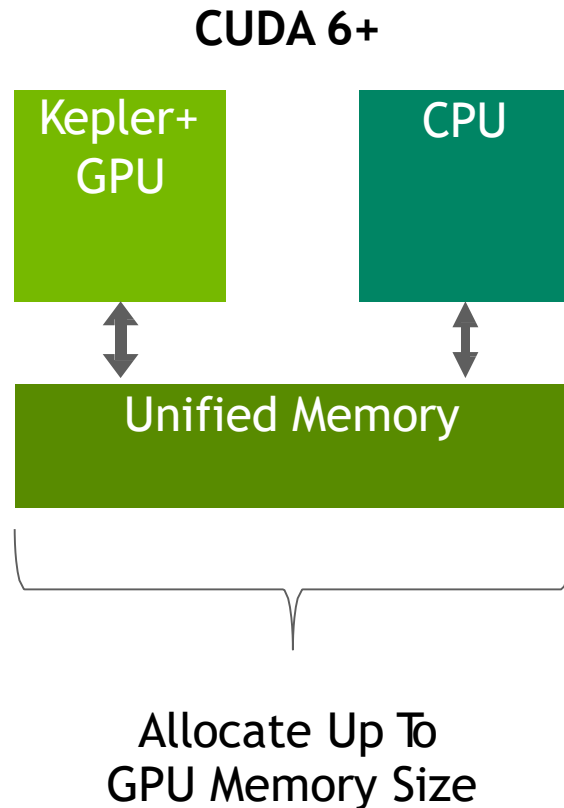 CUDA 6+
Kepler+
GPU
CPU
Unified Memory
Allocate Up To
GPU Memory Size